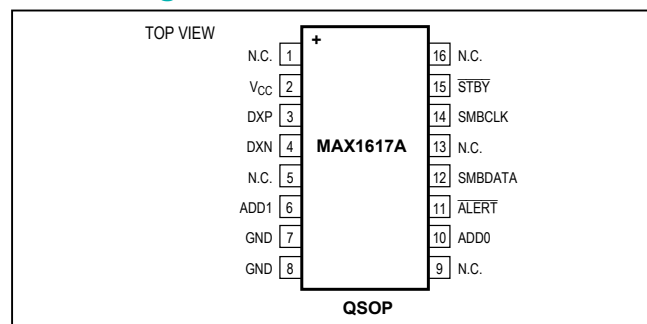 TOP VIEW
+
N.C. 1 16 N.C.
VCC 2 15 STBY
DXP 3 14 SMBCLK
DXN 4 MAX1617A 13 N.C.
N.C. 5 12 SMBDATA
ADD1 6 11 ALERT
GND 7 10 ADD0
GND 8 9 N.C.
QSOP